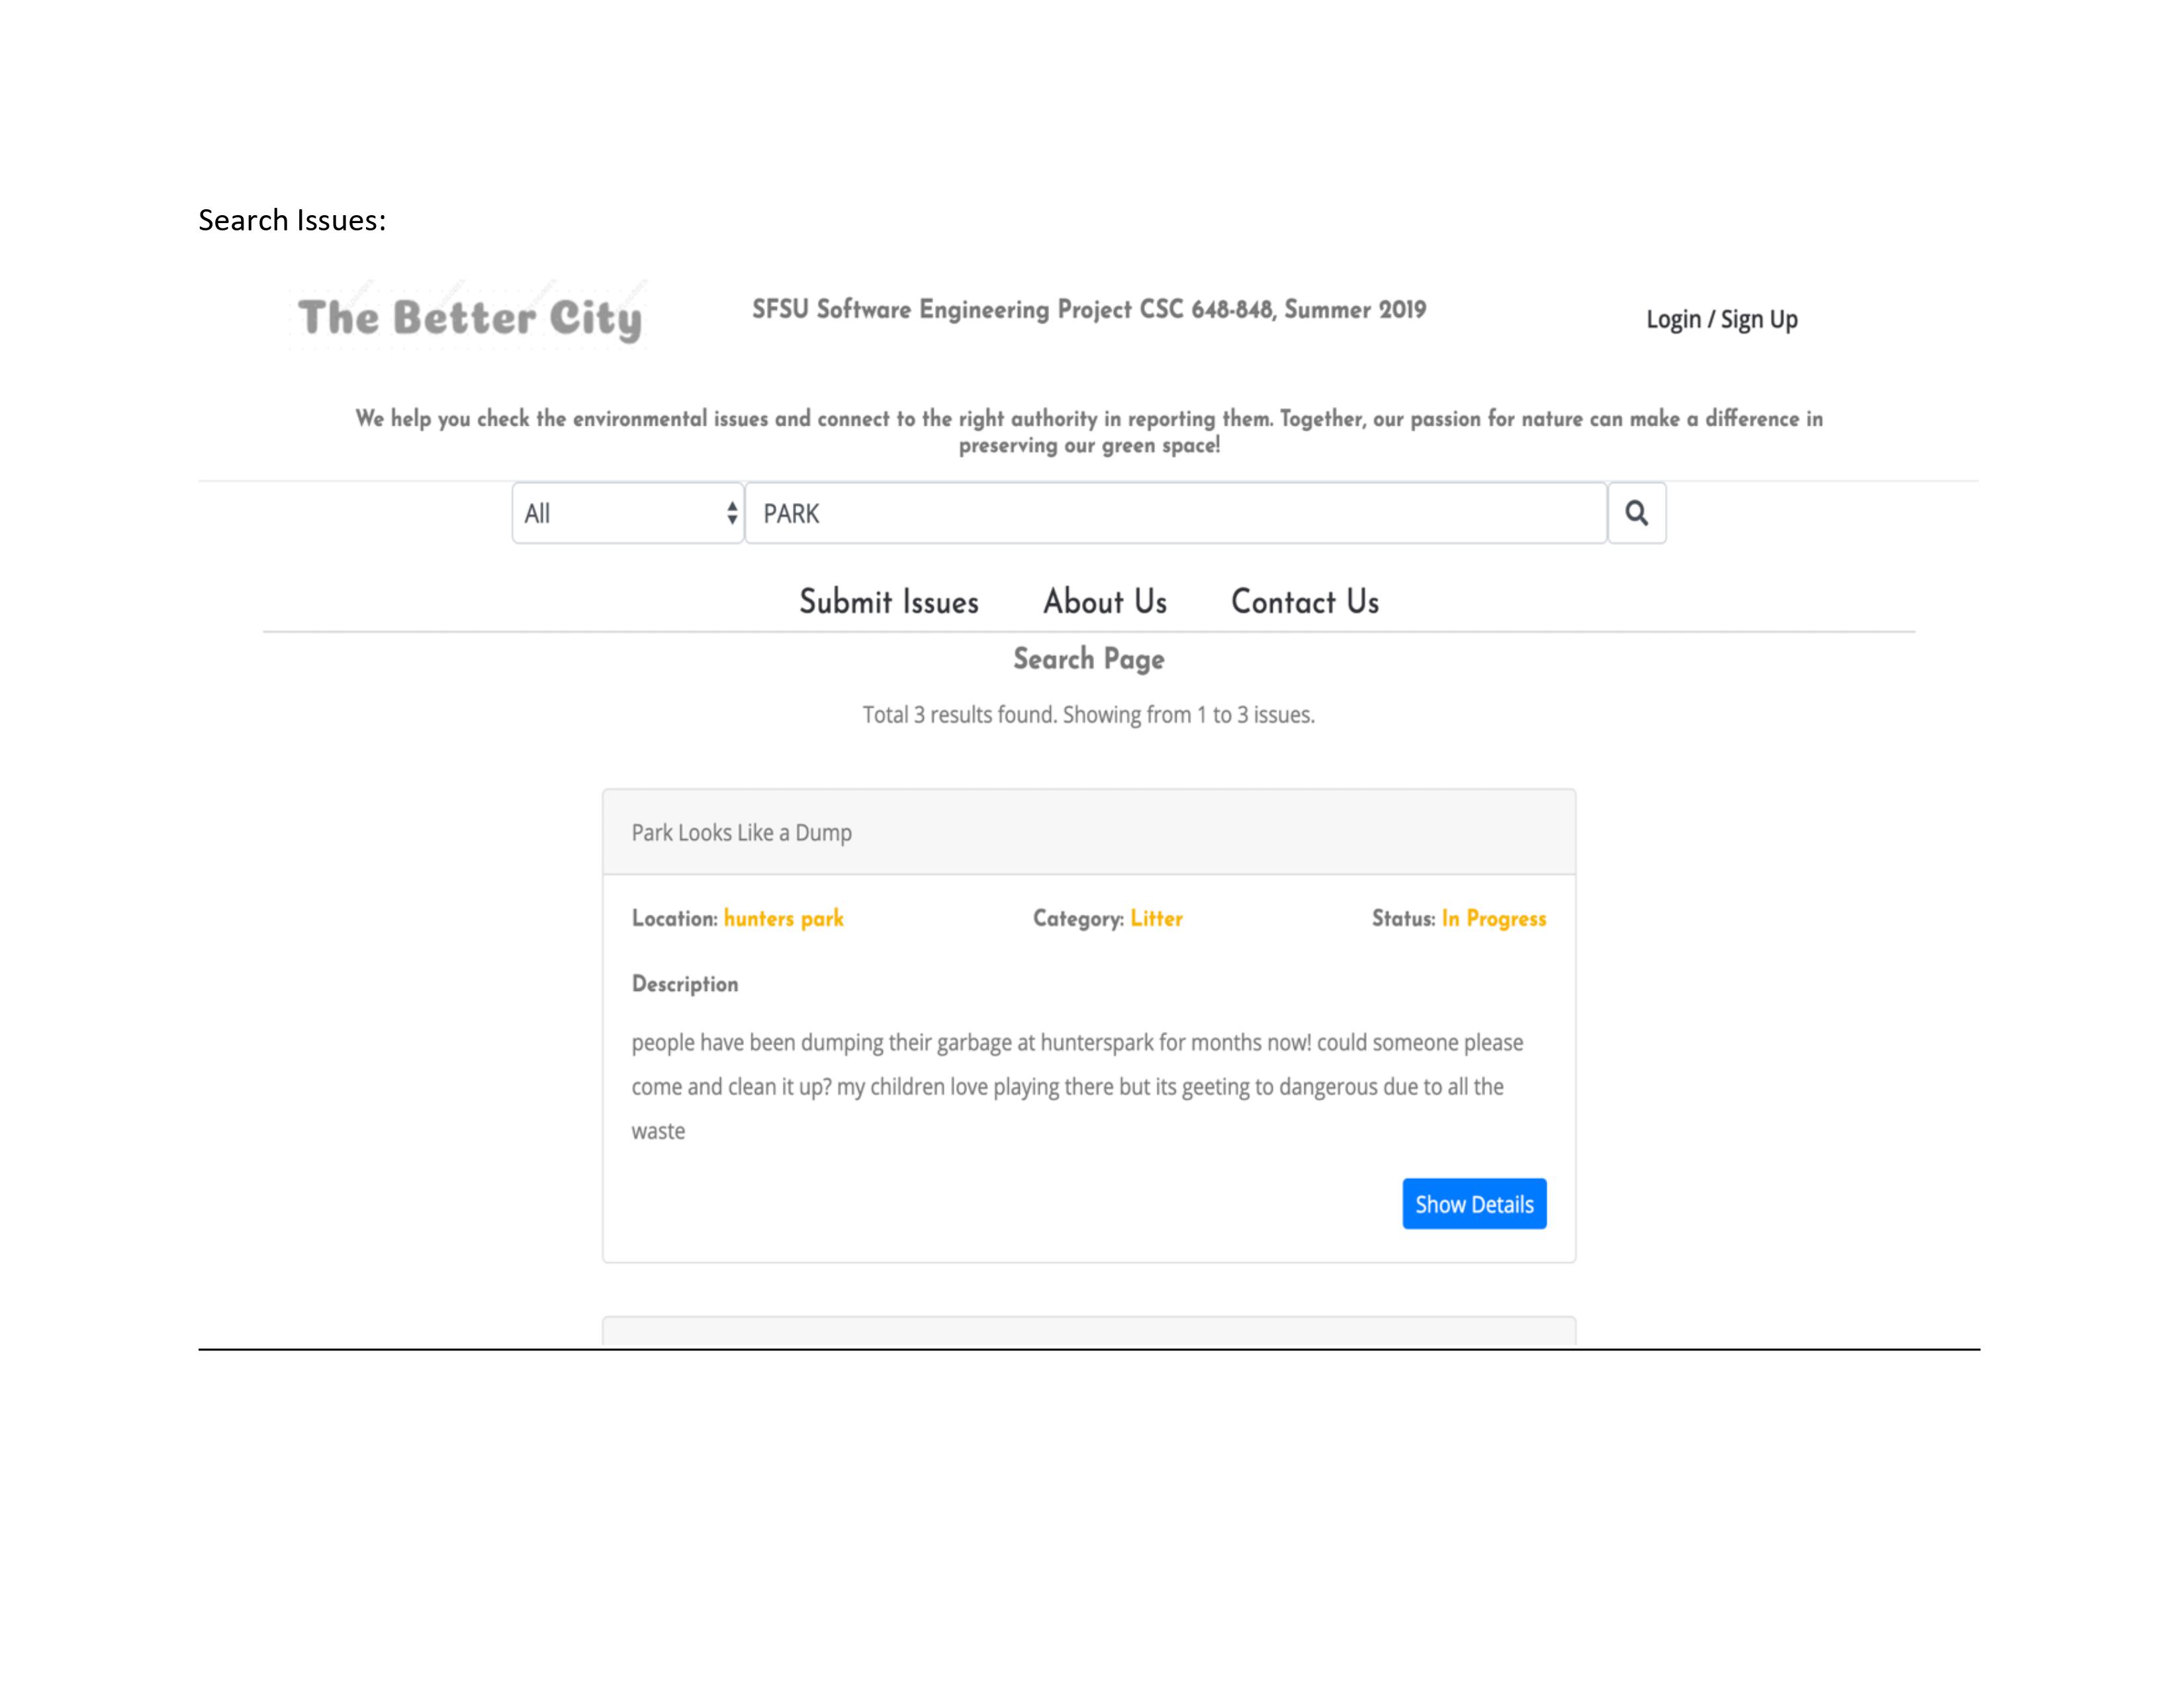 Search Issues:
The Better City
SFSU Software Engineering Project CSC 648-848, Summer 2019
Login / Sign Up
We help you check the environmental issues and connect to the right authority in reporting them. Together, our passion for nature can make a difference in
preserving our green space!
All
PARK
Submit Issues About Us Contact Us
Search Page
Total 3 results found. Showing from 1 to 3 issues.
Park Looks Like a Dump
Location: hunters park Category: Litter Status: In Progress
Description
people have been dumping their garbage at hunterspark for months now! could someone please
come and clean it up? my children love playing there but its geeting to dangerous due to all the
waste
Show Details